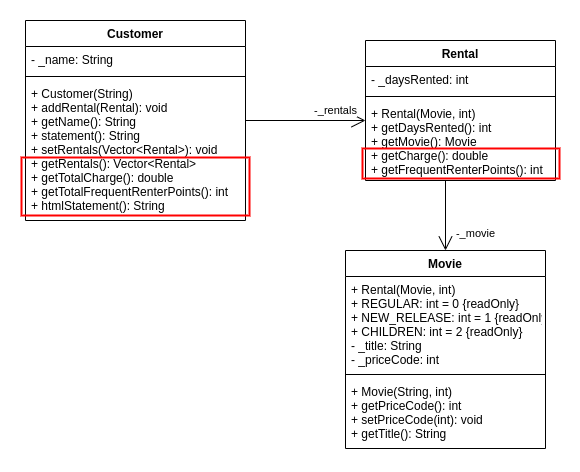 Customer
- _name: String
+ Customer(String)
+ addRental(Rental): void
+ getName(): String
+ statement(): String
+ setRentals(Vector<Rental>): void
+ getRentals(): Vector<Rental>
+ getTotalCharge(): double
+ getTotalFrequentRenterPoints(): int
+ htmlStatement(): String
-_rentals
Rental
- _daysRented: int
+ Rental(Movie, int)
+ getDaysRented(): int
+ getMovie(): Movie
+ getCharge(): double
+ getFrequentRenterPoints(): int
-_movie
Movie
+ Rental(Movie, int)
+ REGULAR: int = 0 {readOnly}
+ NEW_RELEASE: int = 1 {readOnl
+ CHILDREN: int = 2 {readOnly}
- _title: String
- _priceCode: int
+ Movie(String, int)
+ getPriceCode(): int
+ setPriceCode(int): void
+ getTitle(): String